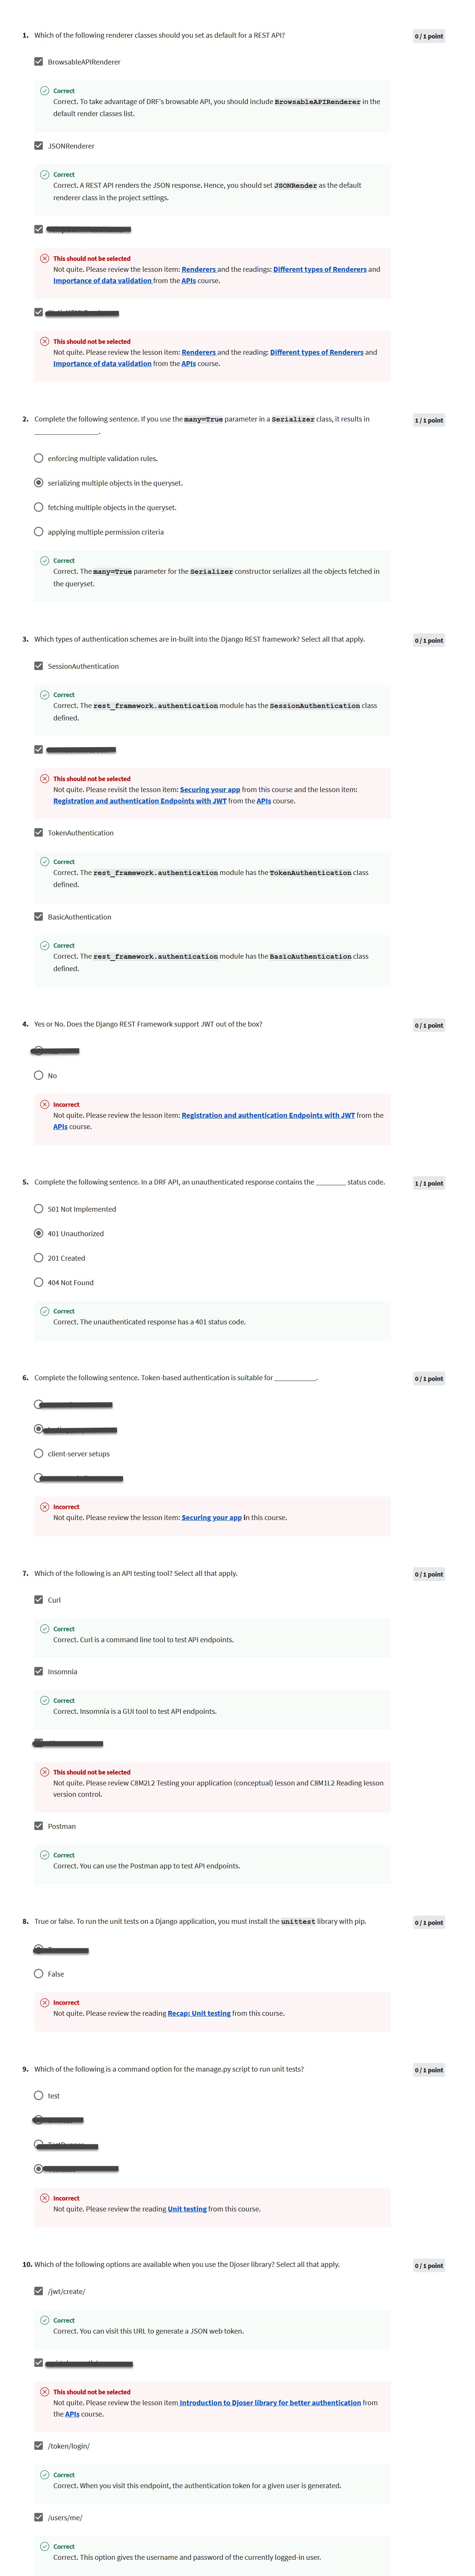 1. Which of the following renderer classes should you set as default for a REST API?
0 / 1 point
BrowsableAPIRenderer
Correct
Correct. To take advantage of DRF's browsable API, you should include BrowsableAPIRenderer in the
default render classes list.
JSONRenderer
Correct
Correct. A REST API renders the JSON response. Hence, you should set JSONRender as the default
renderer class in the project settings.
This should not be selected
Not quite. Please review the lesson item: Renderers and the readings: Different types of Renderers and
Importance of data validation from the APIs course.
This should not be selected
Not quite. Please review the lesson item: Renderers and the reading: Different types of Renderers and
Importance of data validation from the APIs course.
2. Complete the following sentence. If you use the many=True parameter in a Serializer class, it results in
1 / 1 point
___________________.
enforcing multiple validation rules.
serializing multiple objects in the queryset.
fetching multiple objects in the queryset.
applying multiple permission criteria
Correct
Correct. The many=True parameter for the Serializer constructor serializes all the objects fetched in
the queryset.
3. Which types of authentication schemes are in-built into the Django REST framework? Select all that apply.
0 / 1 point
SessionAuthentication
Correct
Correct. The rest_framework.authentication module has the SessionAuthentication class
defined.
This should not be selected
Not quite. Please revisit the lesson item: Securing your app from this course and the lesson item:
Registration and authentication Endpoints with JWT from the APIs course.
TokenAuthentication
Correct
Correct. The rest_framework.authentication module has the TokenAuthentication class
defined.
BasicAuthentication
Correct
Correct. The rest_framework.authentication module has the BasicAuthentication class
defined.
4. Yes or No. Does the Django REST Framework support JWT out of the box?
0 / 1 point
No
Incorrect
Not quite. Please review the lesson item: Registration and authentication Endpoints with JWT from the
APIs course.
5. Complete the following sentence. In a DRF API, an unauthenticated response contains the ________ status code.
1 / 1 point
501 Not Implemented
401 Unauthorized
201 Created
404 Not Found
Correct
Correct. The unauthenticated response has a 401 status code.
6. Complete the following sentence. Token-based authentication is suitable for ____________.
0 / 1 point
client-server setups
Incorrect
Not quite. Please review the lesson item: Securing your app in this course.
7. Which of the following is an API testing tool? Select all that apply.
0 / 1 point
Curl
Correct
Correct. Curl is a command line tool to test API endpoints.
Insomnia
Correct
Correct. Insomnia is a GUI tool to test API endpoints.
This should not be selected
Not quite. Please review C8M2L2 Testing your application (conceptual) lesson and C8M1L2 Reading lesson
version control.
Postman
Correct
Correct. You can use the Postman app to test API endpoints.
8. True or false. To run the unit tests on a Django application, you must install the unittest library with pip.
0 / 1 point
False
Incorrect
Not quite. Please review the reading Recap: Unit testing from this course.
9. Which of the following is a command option for the manage.py script to run unit tests?
0 / 1 point
test
Incorrect
Not quite. Please review the reading Unit testing from this course.
10. Which of the following options are available when you use the Djoser library? Select all that apply.
0 / 1 point
/jwt/create/
Correct
Correct. You can visit this URL to generate a JSON web token.
This should not be selected
Not quite. Please review the lesson item Introduction to Djoser library for better authentication from
the APIs course.
/token/login/
Correct
Correct. When you visit this endpoint, the authentication token for a given user is generated.
/users/me/
Correct
Correct. This option gives the username and password of the currently logged-in user.